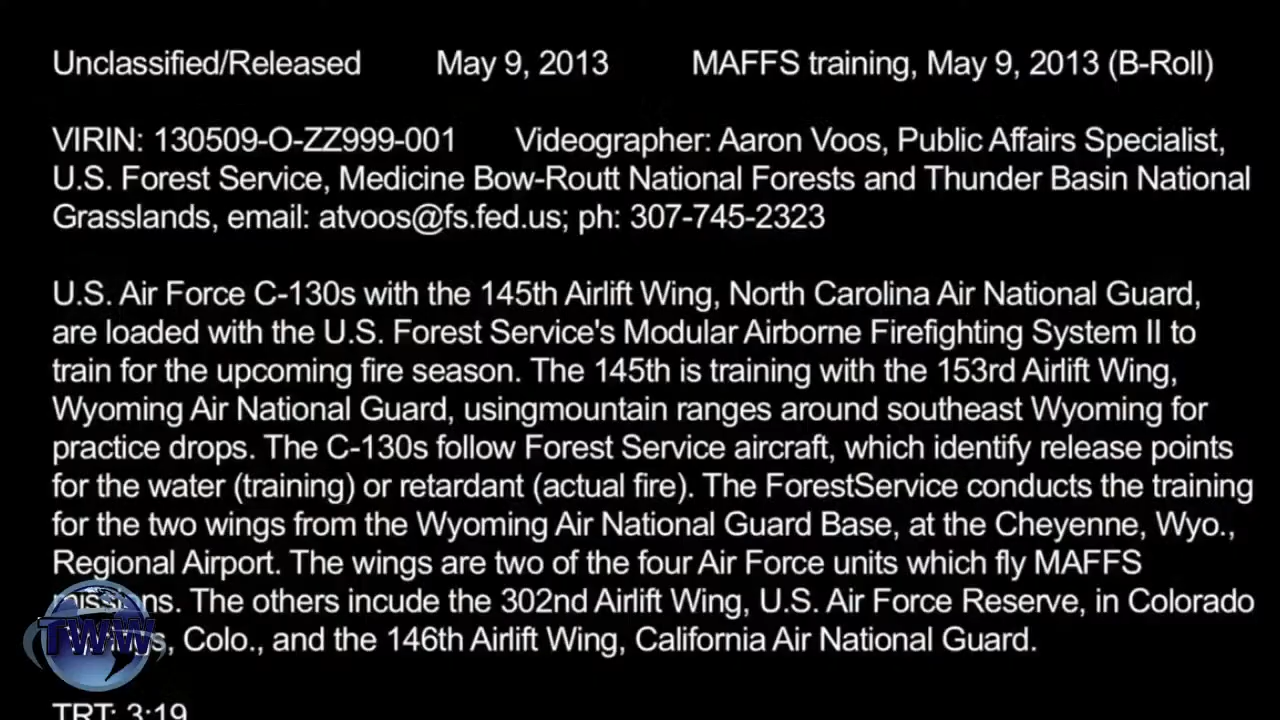 Unclassified/Released May 9, 2013 MAFFS training, May 9, 2013 (B-Roll)
VIRIN: 130509-O-ZZ999-001 Videographer: Aaron Voos, Public Affairs Specialist,
U.S. Forest Service, Medicine Bow-Routt National Forests and Thunder Basin National
Grasslands, email: atvoos@fs.fed.us; ph: 307-745-2323
U.S. Air Force C-130s with the 145th Airlift Wing, North Carolina Air National Guard,
are loaded with the U.S. Forest Service's Modular Airborne Firefighting System II to
train for the upcoming fire season. The 145th is training with the 153rd Airlift Wing,
Wyoming Air National Guard, usingmountain ranges around southeast Wyoming for
practice drops. The C-130s follow Forest Service aircraft, which identify release points
for the water (training) or retardant (actual fire). The ForestService conducts the training
for the two wings from the Wyoming Air National Guard Base, at the Cheyenne, Wyo.,
Regional Airport. The wings are two of the four Air Force units which fly MAFFS
missions. The others incude the 302nd Airlift Wing, U.S. Air Force Reserve, in Colorado
Colo., and the 146th Airlift Wing, California Air National Guard.
TWW
TRT: 3:19